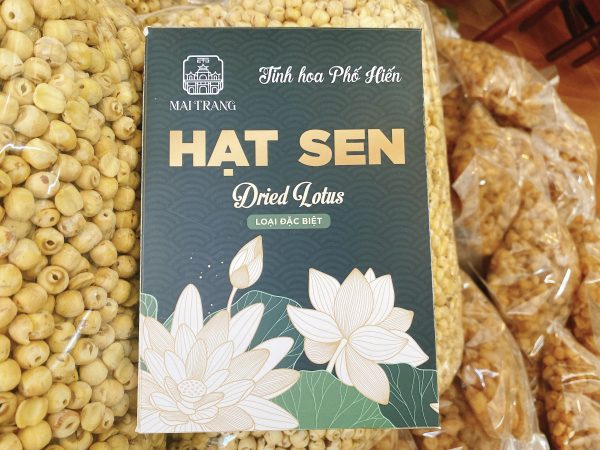 MAI TRANG
Tinh hoa Phố Hiến
HẠT SEN
Dried Lotus
LOẠI ĐẶC BIỆT